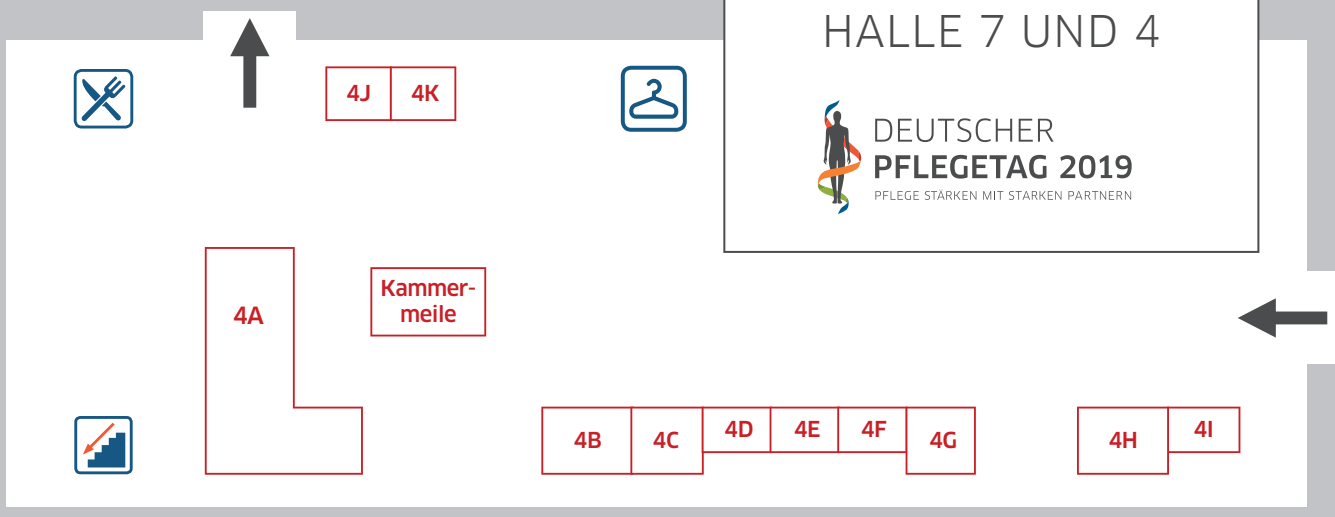 HALLE 7 UND 4
DEUTSCHER
PFLEGETAG 2019
PFLEGE STÄRKEN MIT STARKEN PARTNERN
4J
4K
4A
Kammer-
meile
4B
4C
4D
4E
4F
4G
4H
4I